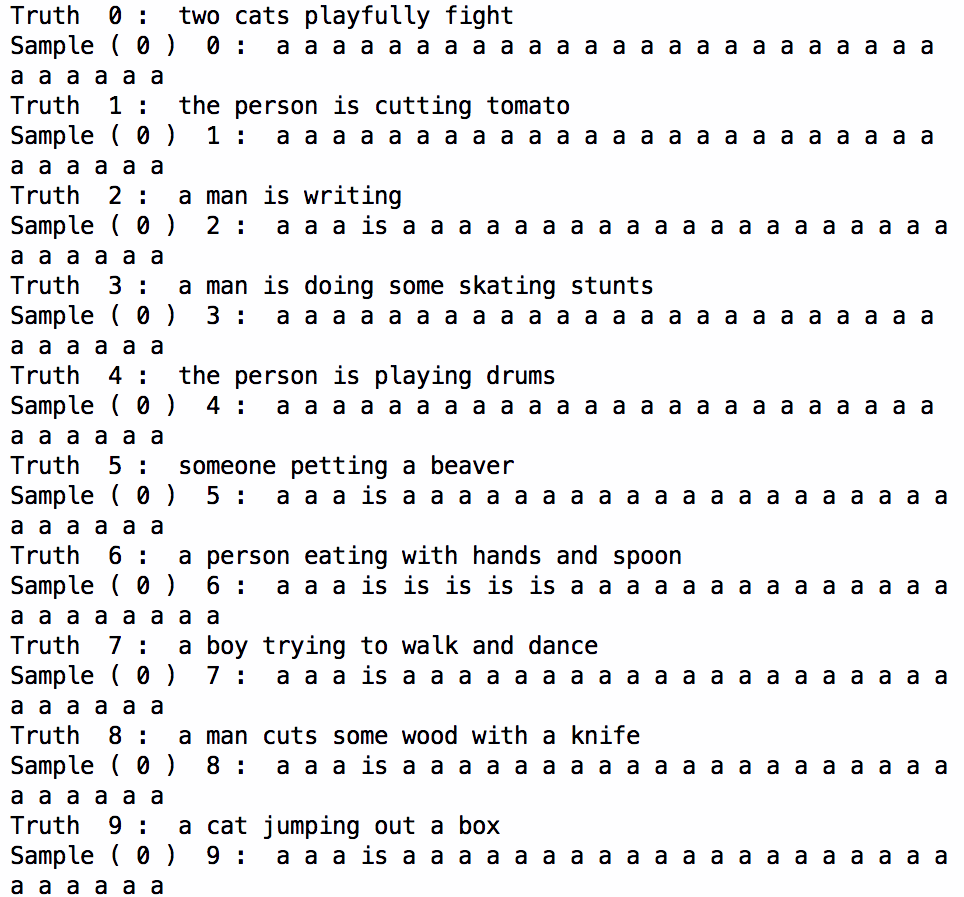 Truth  0 :  two cats playfully fight
Sample ( 0 )  0 :  a a a a a a a a a a a a a a a a a a a a a a a a
a a a a a a
Truth  1 :  the person is cutting tomato
Sample ( 0 )  1 :  a a a a a a a a a a a a a a a a a a a a a a a a
a a a a a a
Truth  2 :  a man is writing
Sample ( 0 )  2 :  a a a is a a a a a a a a a a a a a a a a a a a a
a a a a a a
Truth  3 :  a man is doing some skating stunts
Sample ( 0 )  3 :  a a a a a a a a a a a a a a a a a a a a a a a a
a a a a a a
Truth  4 :  the person is playing drums
Sample ( 0 )  4 :  a a a a a a a a a a a a a a a a a a a a a a a a
a a a a a a
Truth  5 :  someone petting a beaver
Sample ( 0 )  5 :  a a a is a a a a a a a a a a a a a a a a a a a a
a a a a a a
Truth  6 :  a person eating with hands and spoon
Sample ( 0 )  6 :  a a a is is is is is a a a a a a a a a a a a a a
a a a a a a a a
Truth  7 :  a boy trying to walk and dance
Sample ( 0 )  7 :  a a a is a a a a a a a a a a a a a a a a a a a a
a a a a a a
Truth  8 :  a man cuts some wood with a knife
Sample ( 0 )  8 :  a a a is a a a a a a a a a a a a a a a a a a a a
a a a a a a
Truth  9 :  a cat jumping out a box
Sample ( 0 )  9 :  a a a is a a a a a a a a a a a a a a a a a a a a
a a a a a a